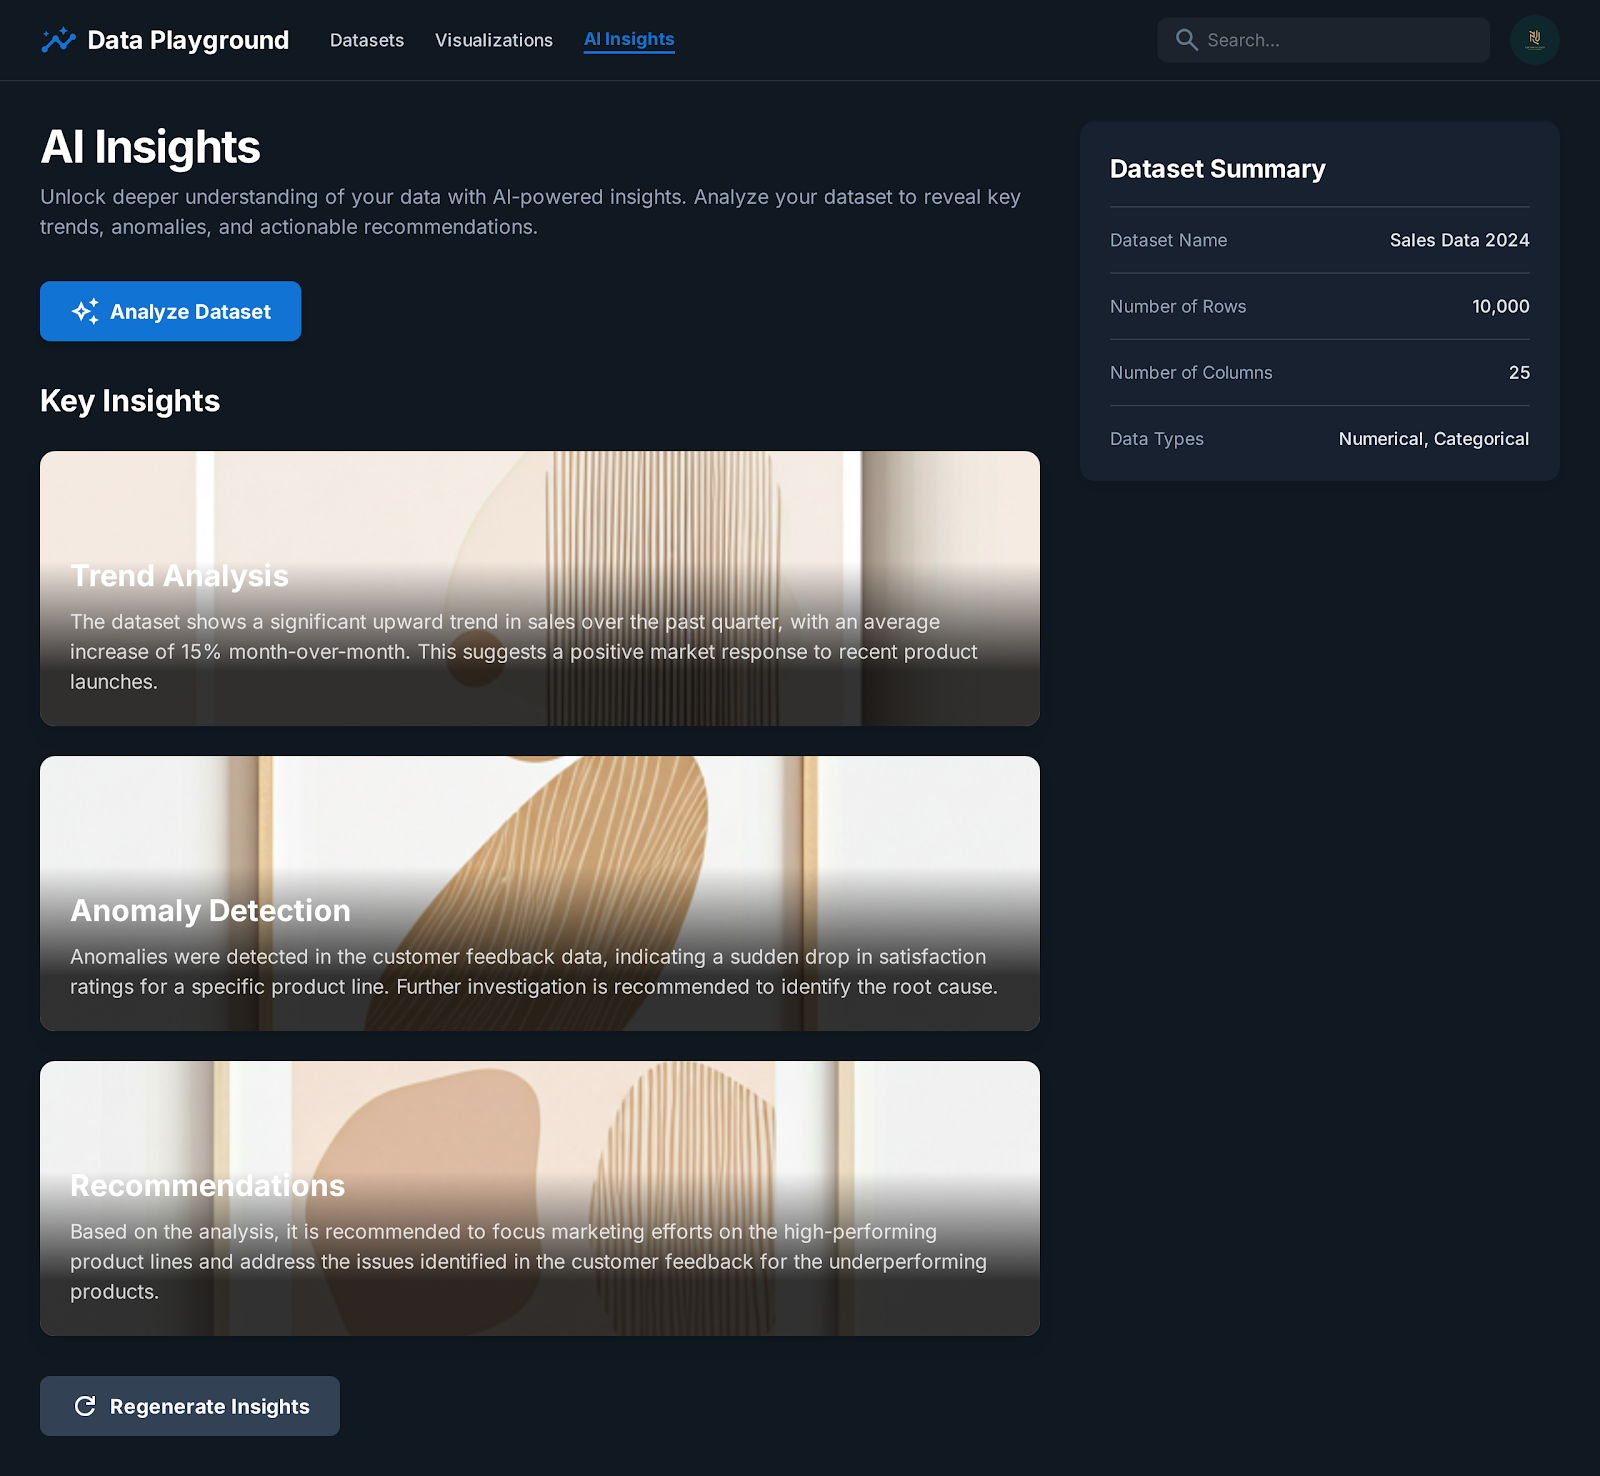 Data Playground
Datasets
Visualizations
AI Insights
Search...
AI Insights
Unlock deeper understanding of your data with AI-powered insights. Analyze your dataset to reveal key
trends, anomalies, and actionable recommendations.
Analyze Dataset
Key Insights
Trend Analysis
The dataset shows a significant upward trend in sales over the past quarter, with an average
increase of 15% month-over-month. This suggests a positive market response to recent product
launches.
Anomaly Detection
Anomalies were detected in the customer feedback data, indicating a sudden drop in satisfaction
ratings for a specific product line. Further investigation is recommended to identify the root cause.
Recommendations
Based on the analysis, it is recommended to focus marketing efforts on the high-performing
product lines and address the issues identified in the customer feedback for the underperforming
products.
Regenerate Insights
Dataset Summary
Dataset Name Sales Data 2024
Number of Rows 10,000
Number of Columns 25
Data Types Numerical, Categorical